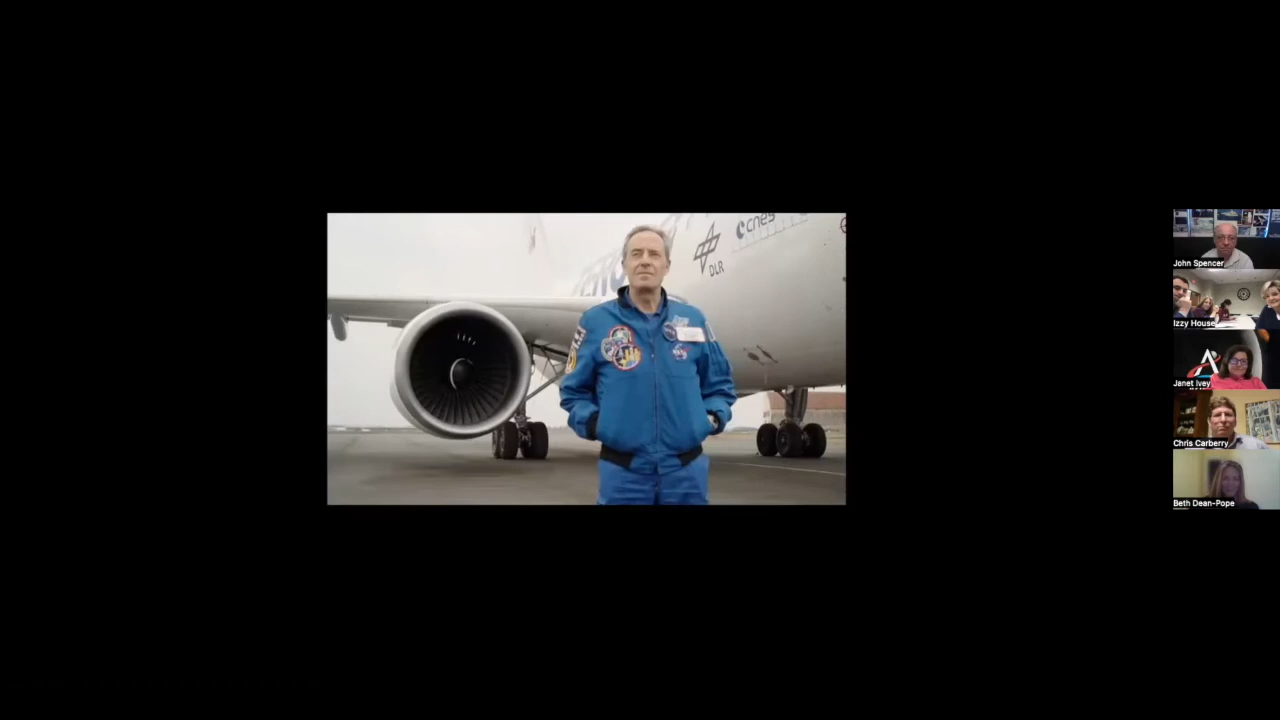 cnes
DLR
John Spencer
Izzy House
Janet Ivey
Chris Carberry
Beth Dean-Pope